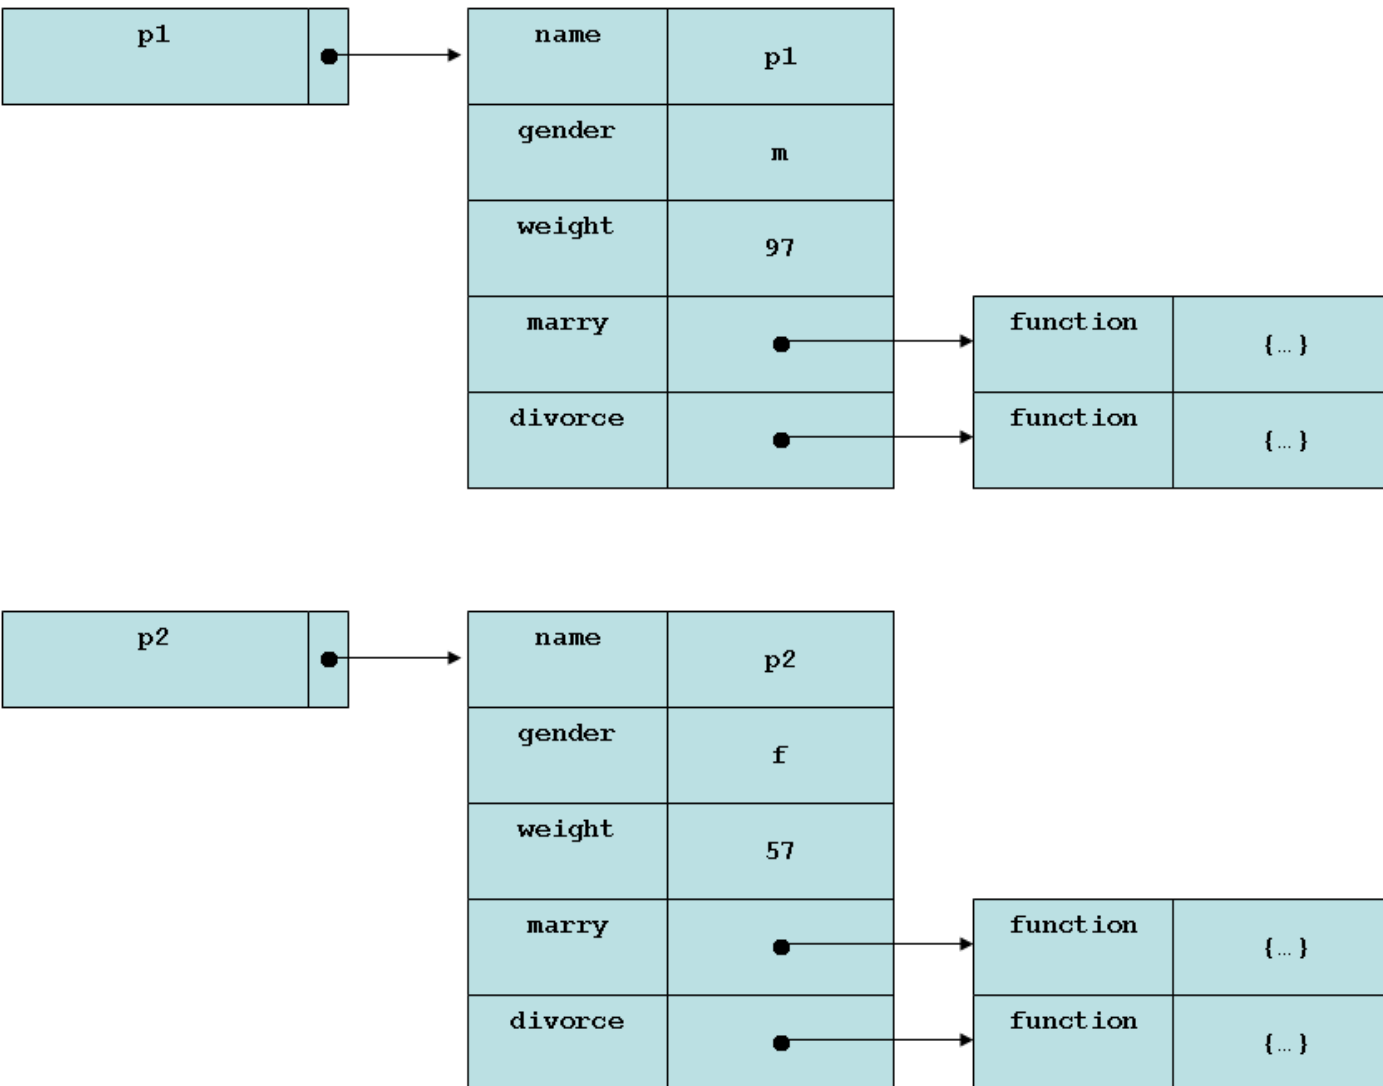 p1
name
p1
gender
m
weight
97
marry
function
{…}
divorce
function
{…}
p2
name
p2
gender
f
weight
57
marry
function
{…}
divorce
function
{…}